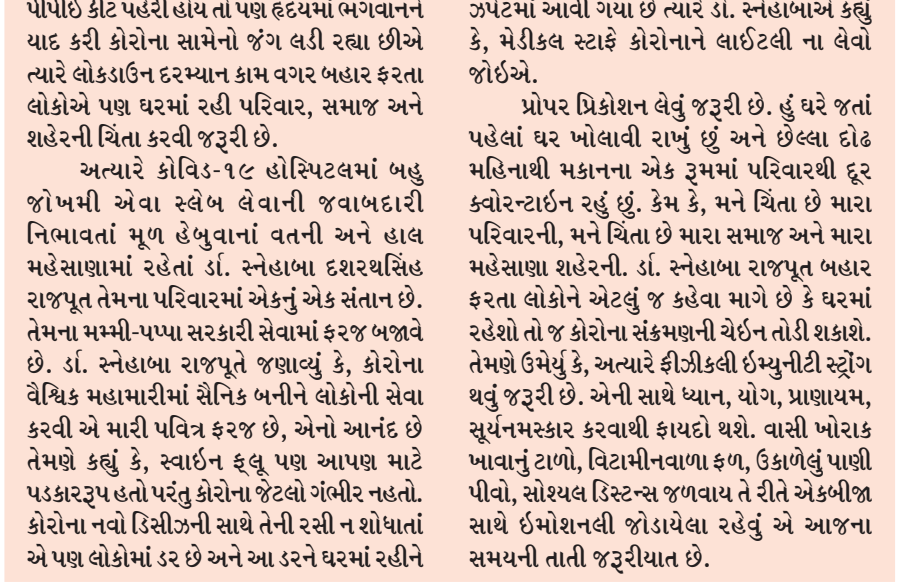 પીપીઇ કીટ પહેરી હોય તો પણ હૃદયમાં ભગવાનને
યાદ કરી કોરોના સામેનો જંગ લડી રહ્યા છીએ
ત્યારે લોકડાઉન દરમ્યાન કામ વગર બહાર ફરતા
લોકોએ પણ ઘરમાં રહી પરિવાર, સમાજ અને
શહેરની ચિંતા કરવી જરૂરી છે.
અત્યારે કોવિડ-૧૯ હોસ્પિટલમાં બહુ
જોખમી એવા સ્લેબ લેવાની જવાબદારી
નિભાવતાં મૂળ હેબુવાનાં વતની અને હાલ
મહેસાણામાં રહેતાં ર્ડા. સ્નેહાબા દશરથસિંહ
રાજપૂત તેમના પરિવારમાં એકનું એક સંતાન છે.
તેમના મમ્મી-પપ્પા સરકારી સેવામાં ફરજ બજાવે
છે. ર્ડા. સ્નેહાબા રાજપૂતે જણાવ્યું કે, કોરોના
વૈશ્વિક મહામારીમાં સૈનિક બનીને લોકોની સેવા
કરવી એ મારી પવિત્ર ફરજ છે, એનો આનંદ છે
તેમણે કહ્યું કે, સ્વાઇન ફ્લૂ પણ આપણ માટે
પડકારરૂપ હતો પરંતુ કોરોના જેટલો ગંભીર નહતો.
કોરોના નવો ડિસીઝની સાથે તેની રસી ન શોધાતાં
એ પણ લોકોમાં ડર છે અને આ ડરને ઘરમાં રહીને
ઝપેટમાં આવી ગયા છે ત્યારે ડો. સ્નેહાબાએ કહ્યું
કે, મેડીકલ સ્ટાફે કોરોનાને લાઈટલી ના લેવો
જોઇએ.
પ્રોપર પ્રિકોશન લેવું જરૂરી છે. હું ઘરે જતાં
પહેલાં ઘર ખોલાવી રાખું છું અને છેલ્લા દોઢ
મહિનાથી મકાનના એક રૂમમાં પરિવારથી દૂર
ક્વોરન્ટાઇન રહું છું. કેમ કે, મને ચિંતા છે મારા
પરિવારની, મને ચિંતા છે મારા સમાજ અને મારા
મહેસાણા શહેરની. ર્ડા. સ્નેહાબા રાજપૂત બહાર
ફરતા લોકોને એટલું જ કહેવા માગે છે કે ઘરમાં
રહેશો તો જ કોરોના સંક્રમણની ચેઇન તોડી શકાશે.
તેમણે ઉમેર્યુ કે, અત્યારે ફીઝીકલી ઇમ્યુનીટી સ્ટ્રોંગ
થવું જરૂરી છે. એની સાથે ધ્યાન, યોગ, પ્રાણાયમ,
સૂર્યનમસ્કાર કરવાથી ફાયદો થશે. વાસી ખોરાક
ખાવાનું ટાળો, વિટામીનવાળા ફળ, ઉકાળેલું પાણી
પીવો, સોશ્યલ ડિસ્ટન્સ જળવાય તે રીતે એકબીજા
સાથે ઇમોશનલી જોડાયેલા રહેવું એ આજના
સમયની તાતી જરૂરીયાત છે.